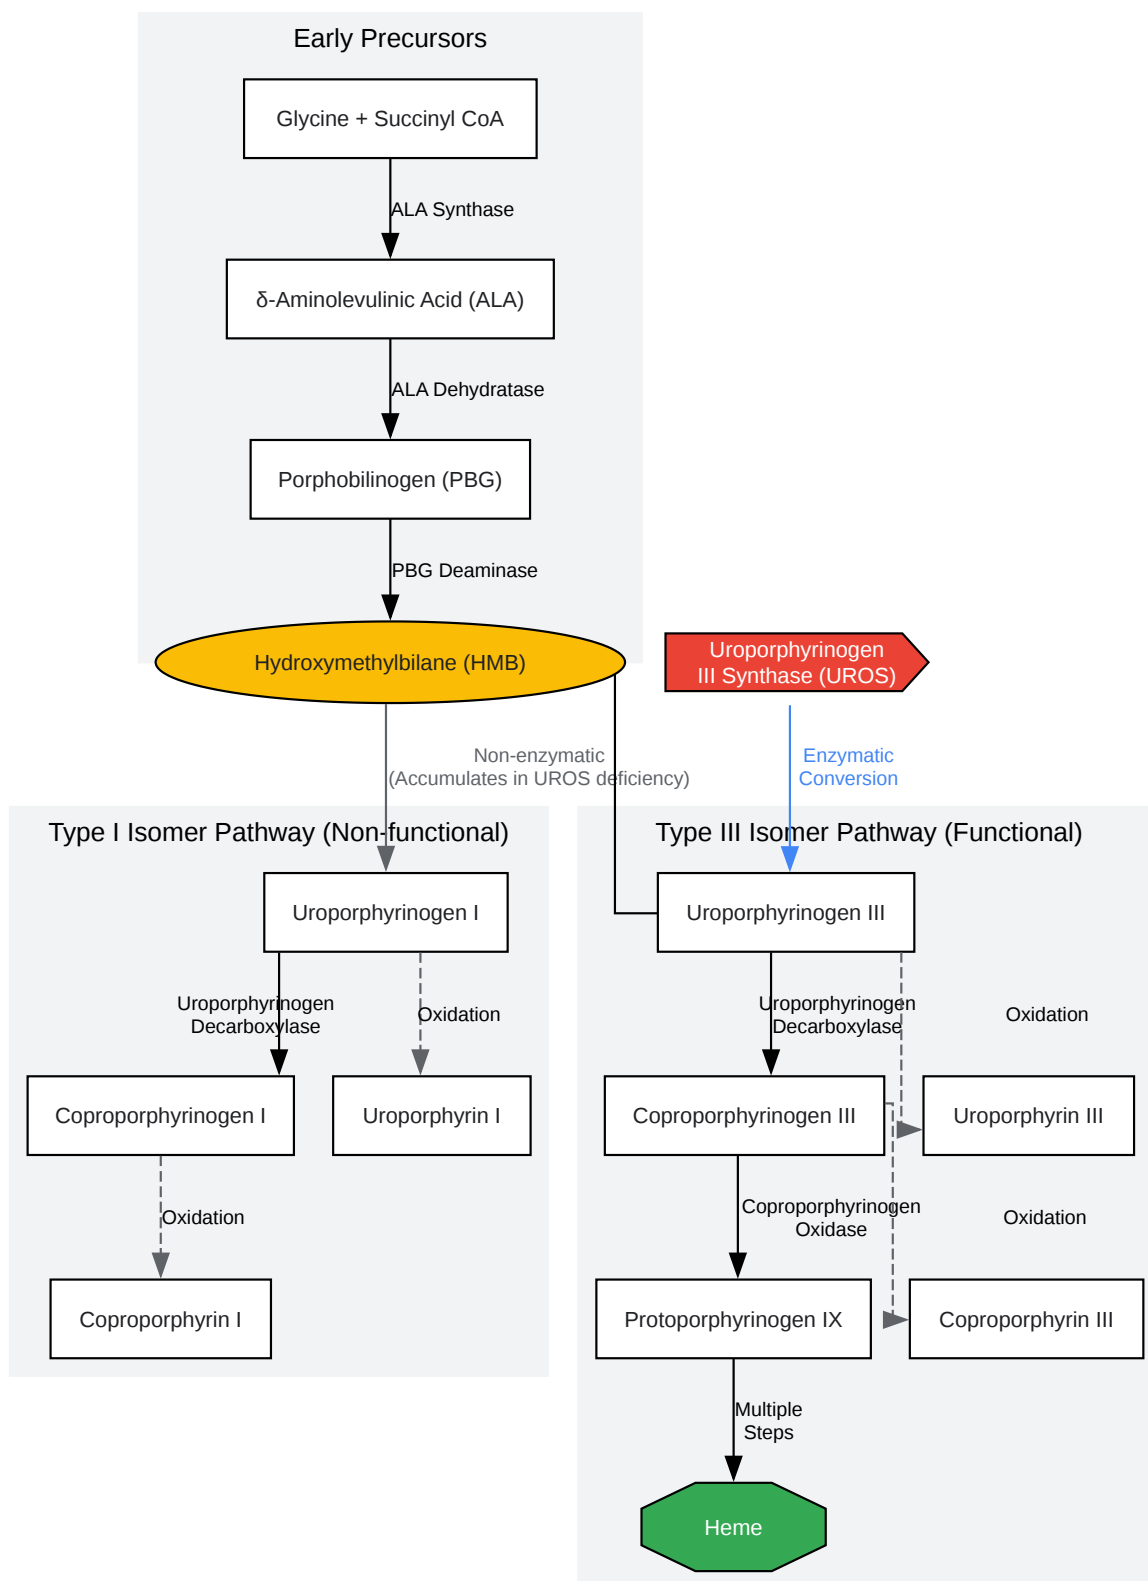 Early Precursors
Glycine + Succinyl CoA
ALA Synthase
δ-Aminolevulinic Acid (ALA)
ALA Dehydratase
Porphobilinogen (PBG)
PBG Deaminase
Hydroxymethylbilane (HMB)
Uroporphyrinogen
III Synthase (UROS)
Non-enzymatic
(Accumulates in UROS deficiency)
Enzymatic
Conversion
Type I Isomer Pathway (Non-functional)
Uroporphyrinogen I
Uroporphyrinogen
Decarboxylase
Oxidation
Coproporphyrinogen I
Uroporphyrin I
Oxidation
Coproporphyrin I
Type III Isomer Pathway (Functional)
Uroporphyrinogen III
Uroporphyrinogen
Decarboxylase
Oxidation
Coproporphyrinogen III
Uroporphyrin III
Coproporphyrinogen
Oxidase
Oxidation
Protoporphyrinogen IX
Coproporphyrin III
Multiple
Steps
Heme